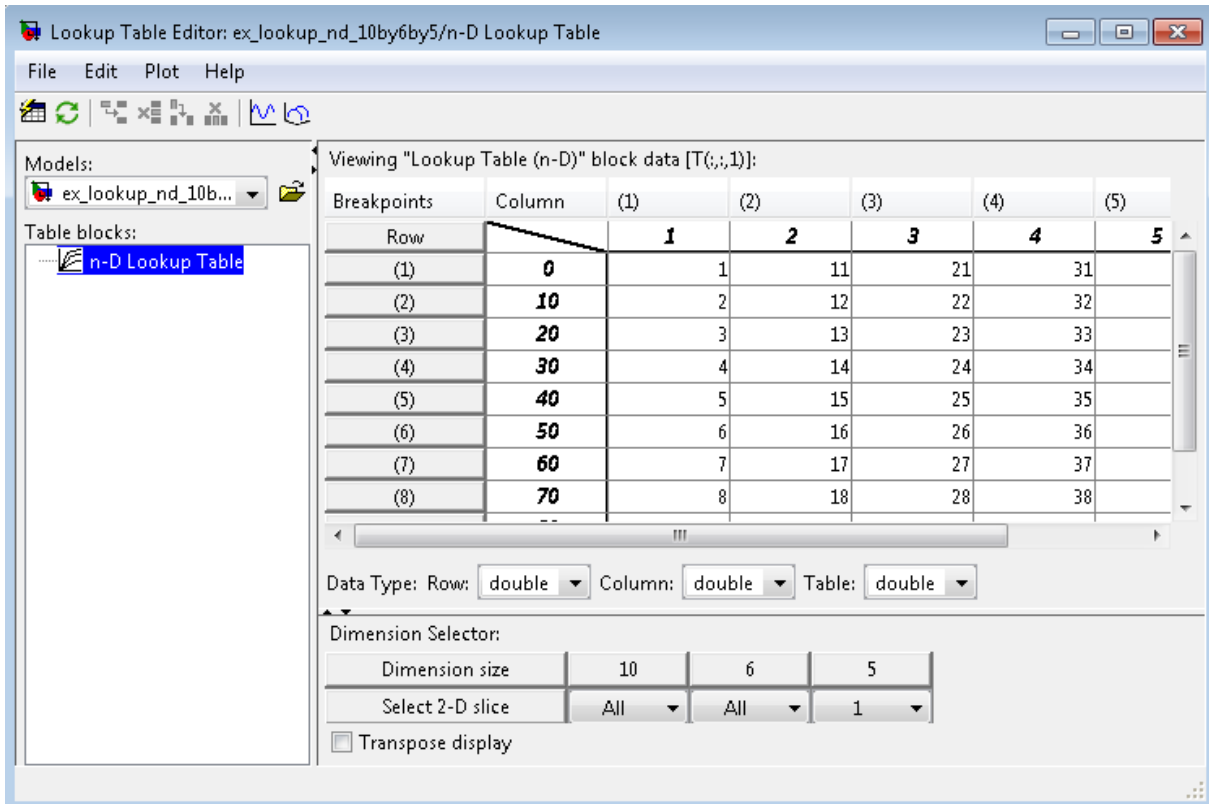 Lookup Table Editor: ex_lookup_nd_10by6by5/n-D Lookup Table
File Edit Plot Help
Models:
ex_lookup_nd_10b...
Table blocks:
n-D Lookup Table
Viewing "Lookup Table (n-D)" block data [T(:,:,1)]:
Breakpoints Column (1) (2) (3) (4) (5)
Row 1 2 3 4 5
(1) 0 1 11 21 31
(2) 10 2 12 22 32
(3) 20 3 13 23 33
(4) 30 4 14 24 34
(5) 40 5 15 25 35
(6) 50 6 16 26 36
(7) 60 7 17 27 37
(8) 70 8 18 28 38
Data Type: Row: double Column: double Table: double
Dimension Selector:
Dimension size 10 6 5
Select 2-D slice All All 1
Transpose display